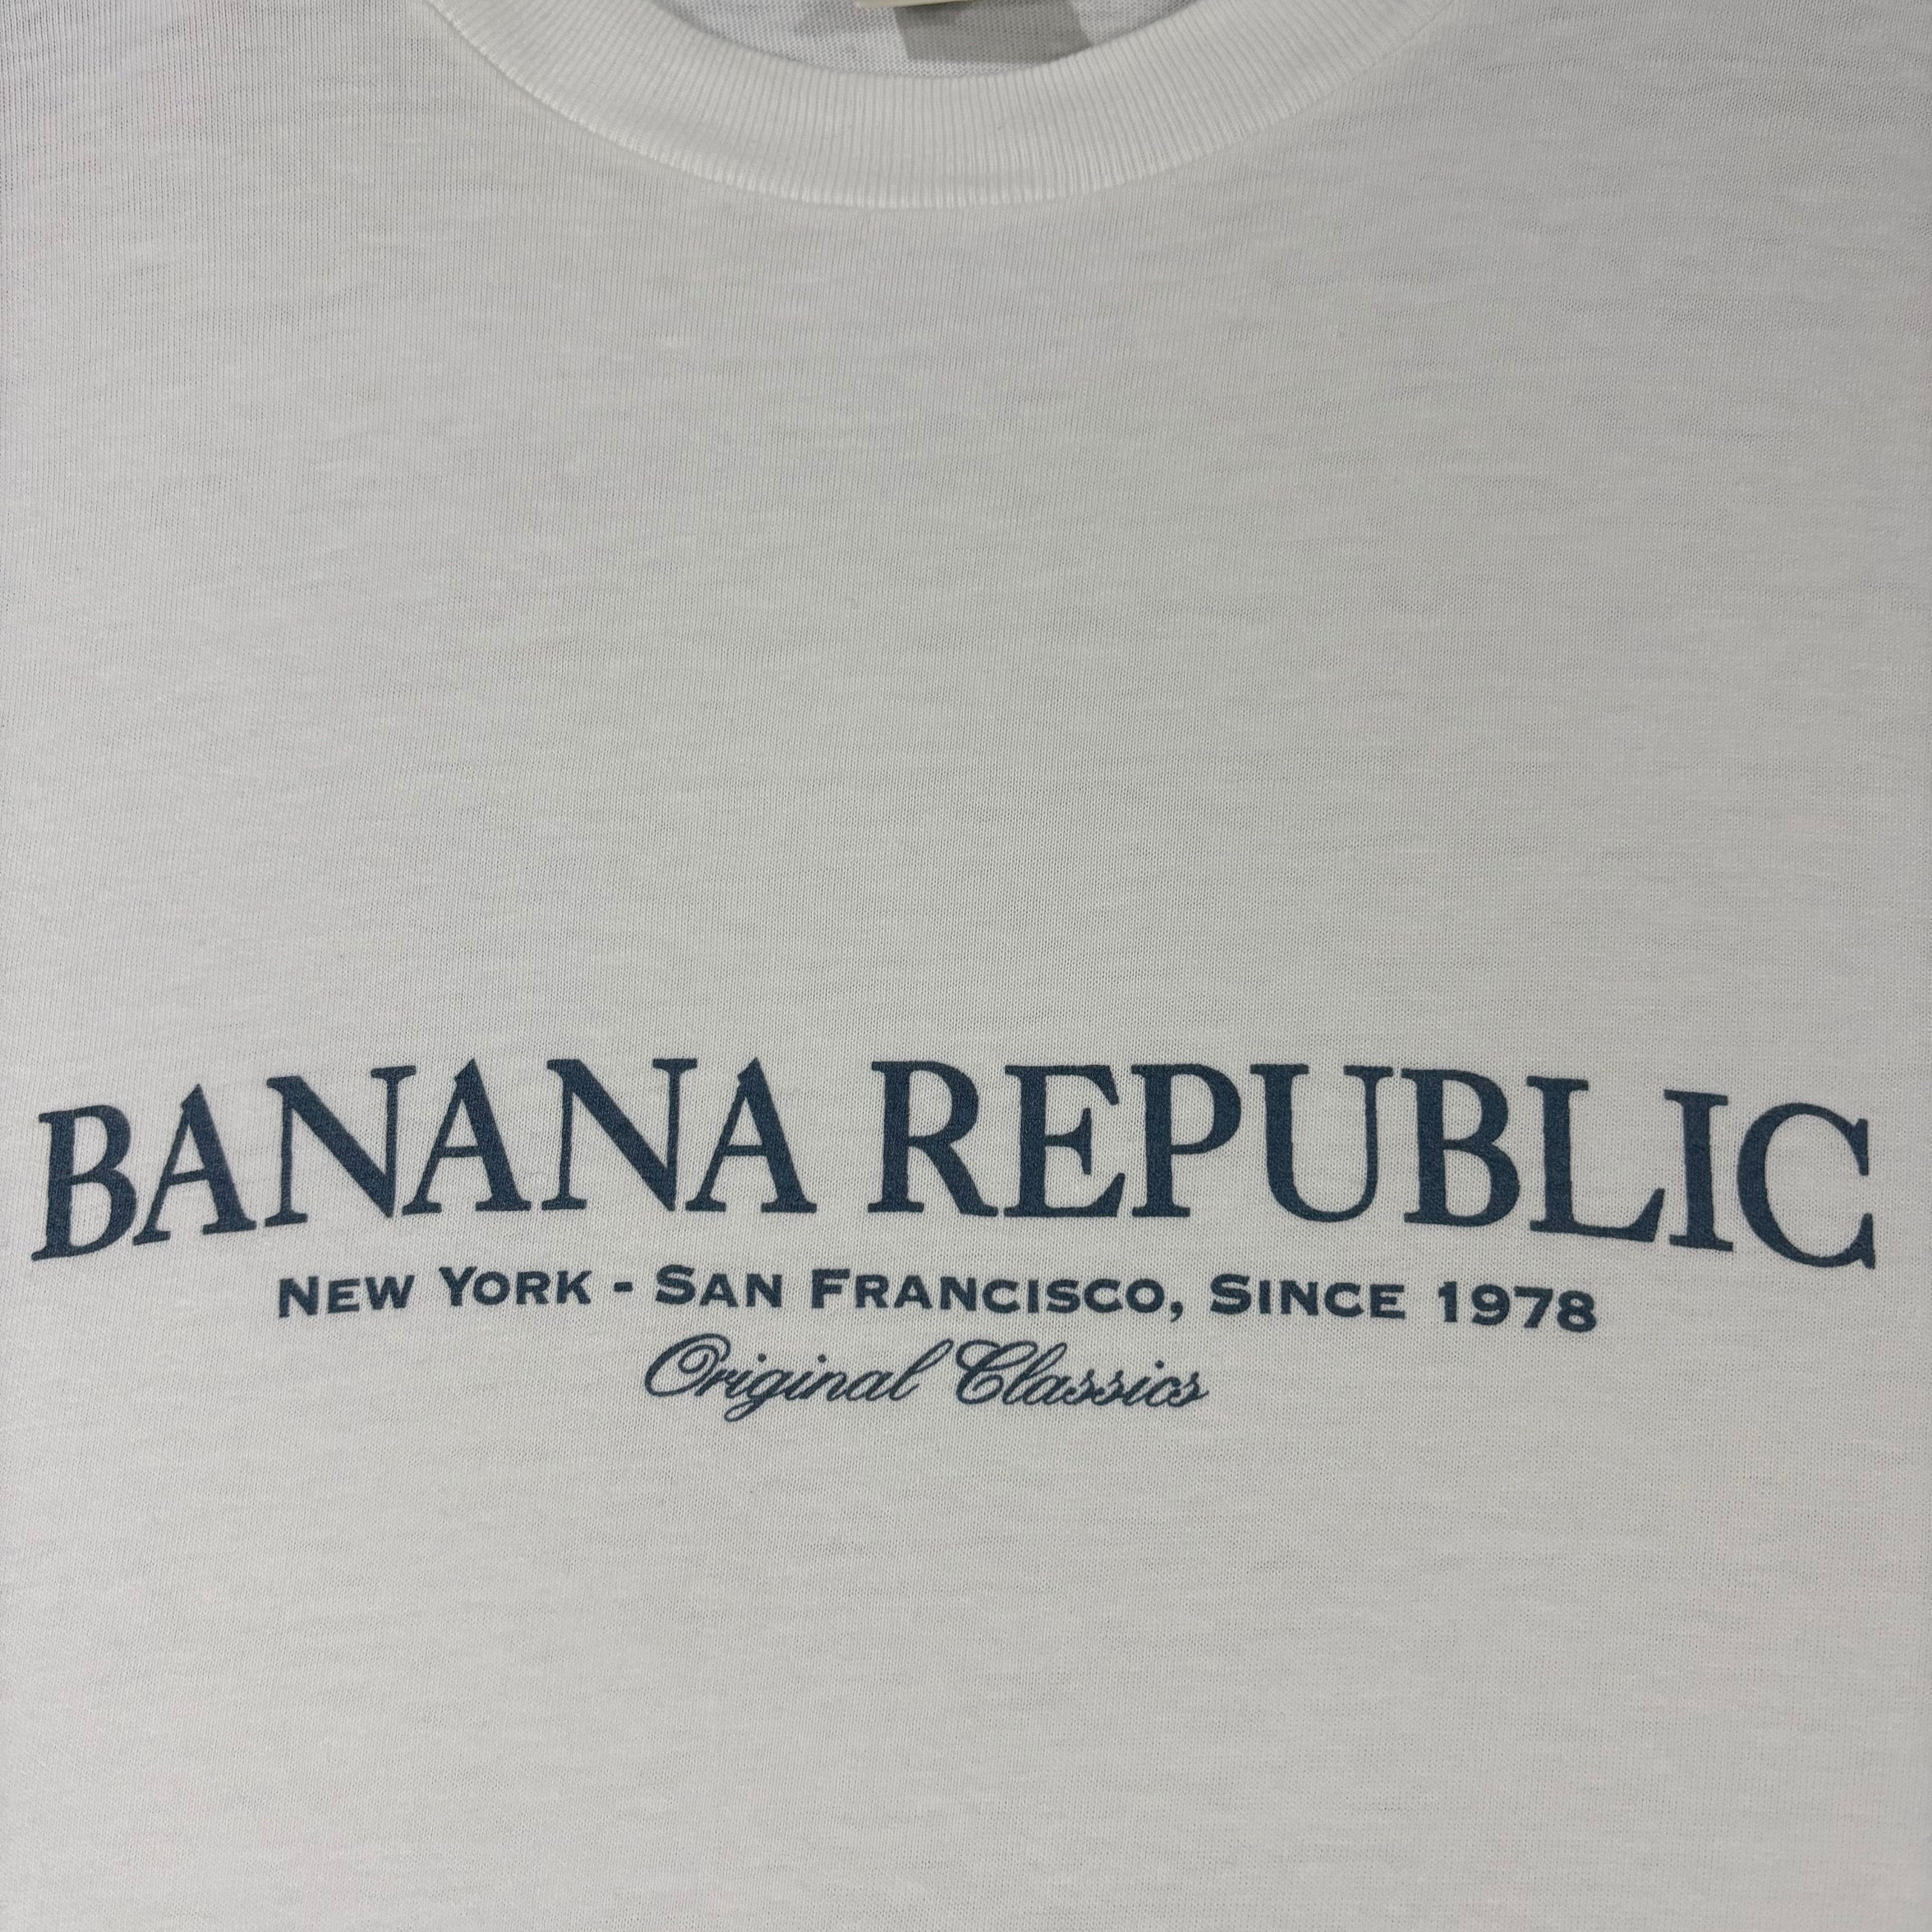 BANANA REPUBLIC
NEW YORK - SAN FRANCISCO, SINCE 1978
Original Classics